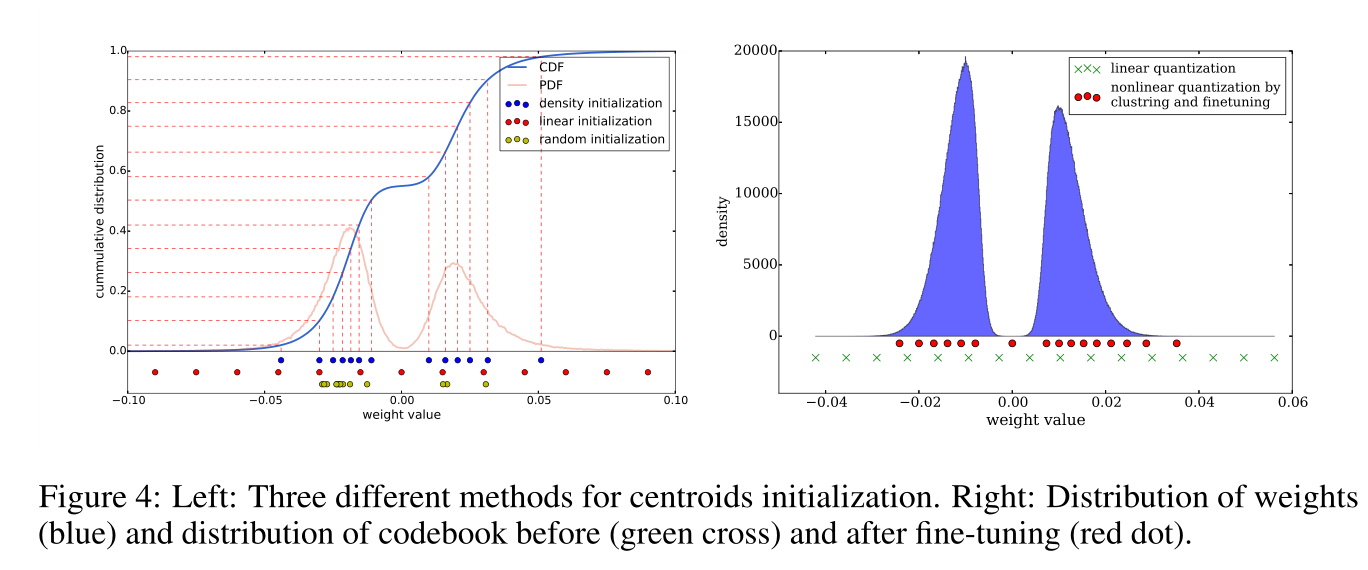 1.0
0.8
0.6
0.4
0.2
0.0
cummulative distribution
CDF
PDF
density initialization
linear initialization
random initialization
−0.10
−0.05
0.00
0.05
0.10
weight value
20000
15000
10000
5000
0
density
linear quantization
nonlinear quantization by
clustring and finetuning
−0.04
−0.02
0.00
0.02
0.04
0.06
weight value
Figure 4: Left: Three different methods for centroids initialization. Right: Distribution of weights
(blue) and distribution of codebook before (green cross) and after fine-tuning (red dot).